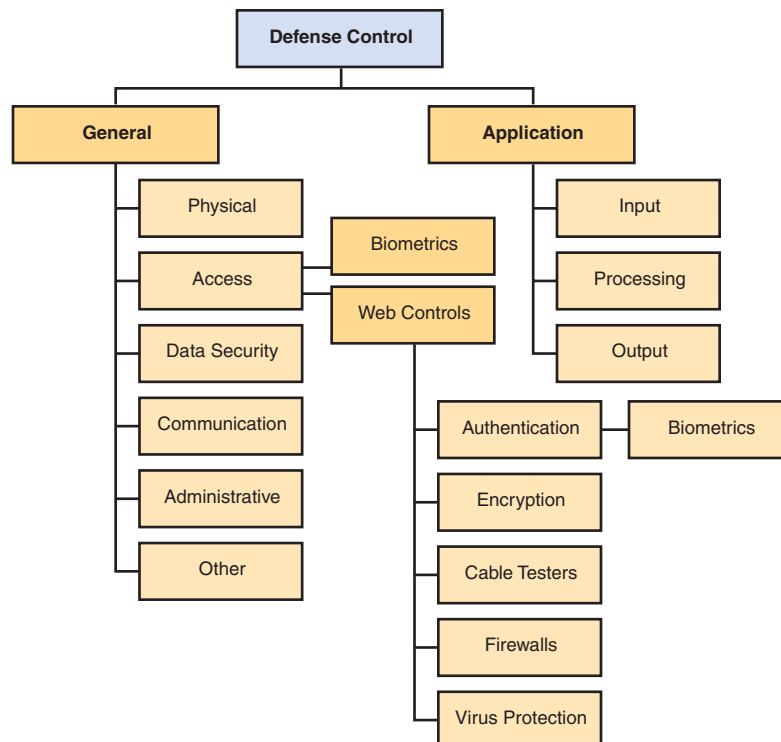 Defense Control
General
Application
Physical
Access
Data Security
Communication
Administrative
Other
Biometrics
Web Controls
Authentication
Biometrics
Encryption
Cable Testers
Firewalls
Virus Protection
Input
Processing
Output